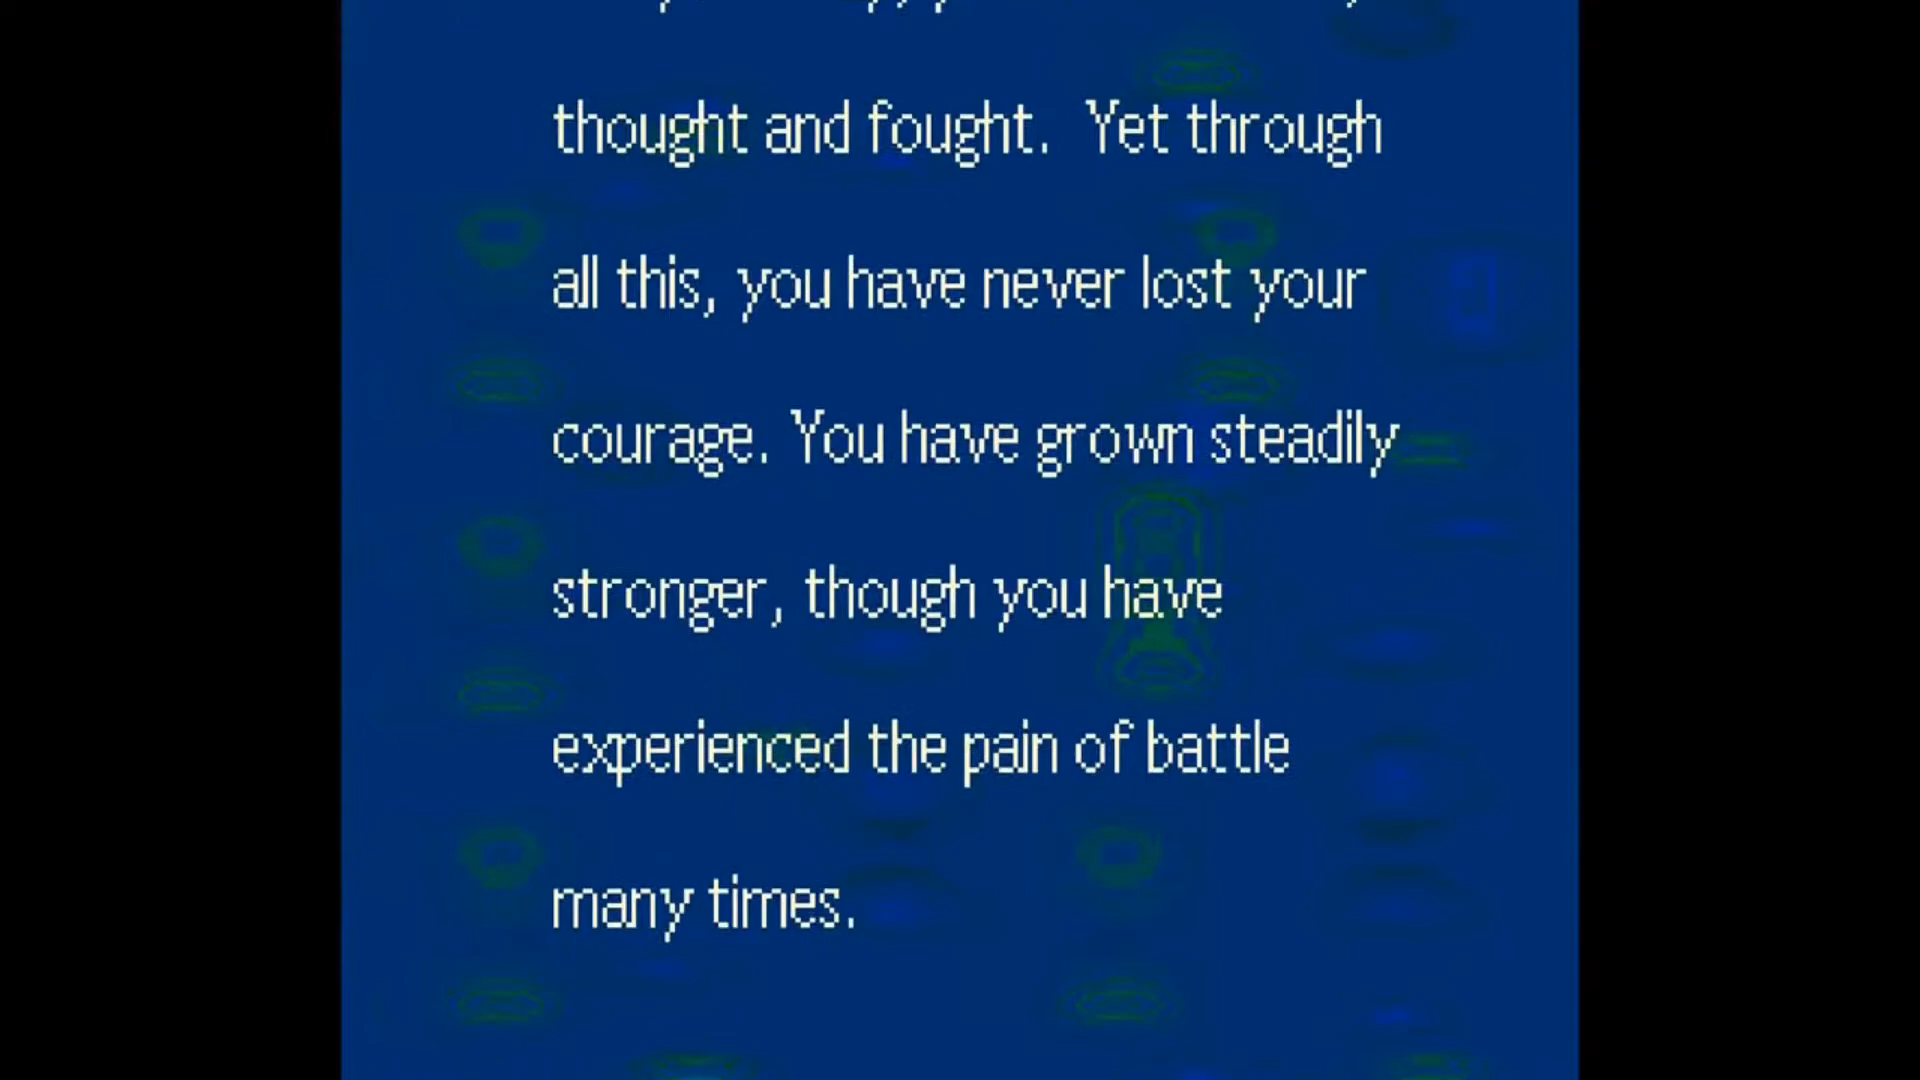 thought and fought.  Yet through
all this, you have never lost your
courage. You have grown steadily
stronger, though you have
experienced the pain of battle
many times.